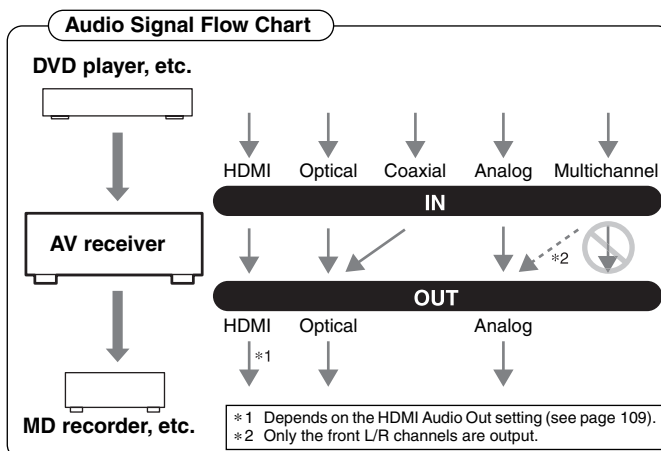 Audio Signal Flow Chart
DVD player, etc.
HDMI Optical Coaxial Analog Multichannel
IN
AV receiver
*2
OUT
HDMI Optical Analog
*1
MD recorder, etc.
*1 Depends on the HDMI Audio Out setting (see page 109).
*2 Only the front L/R channels are output.